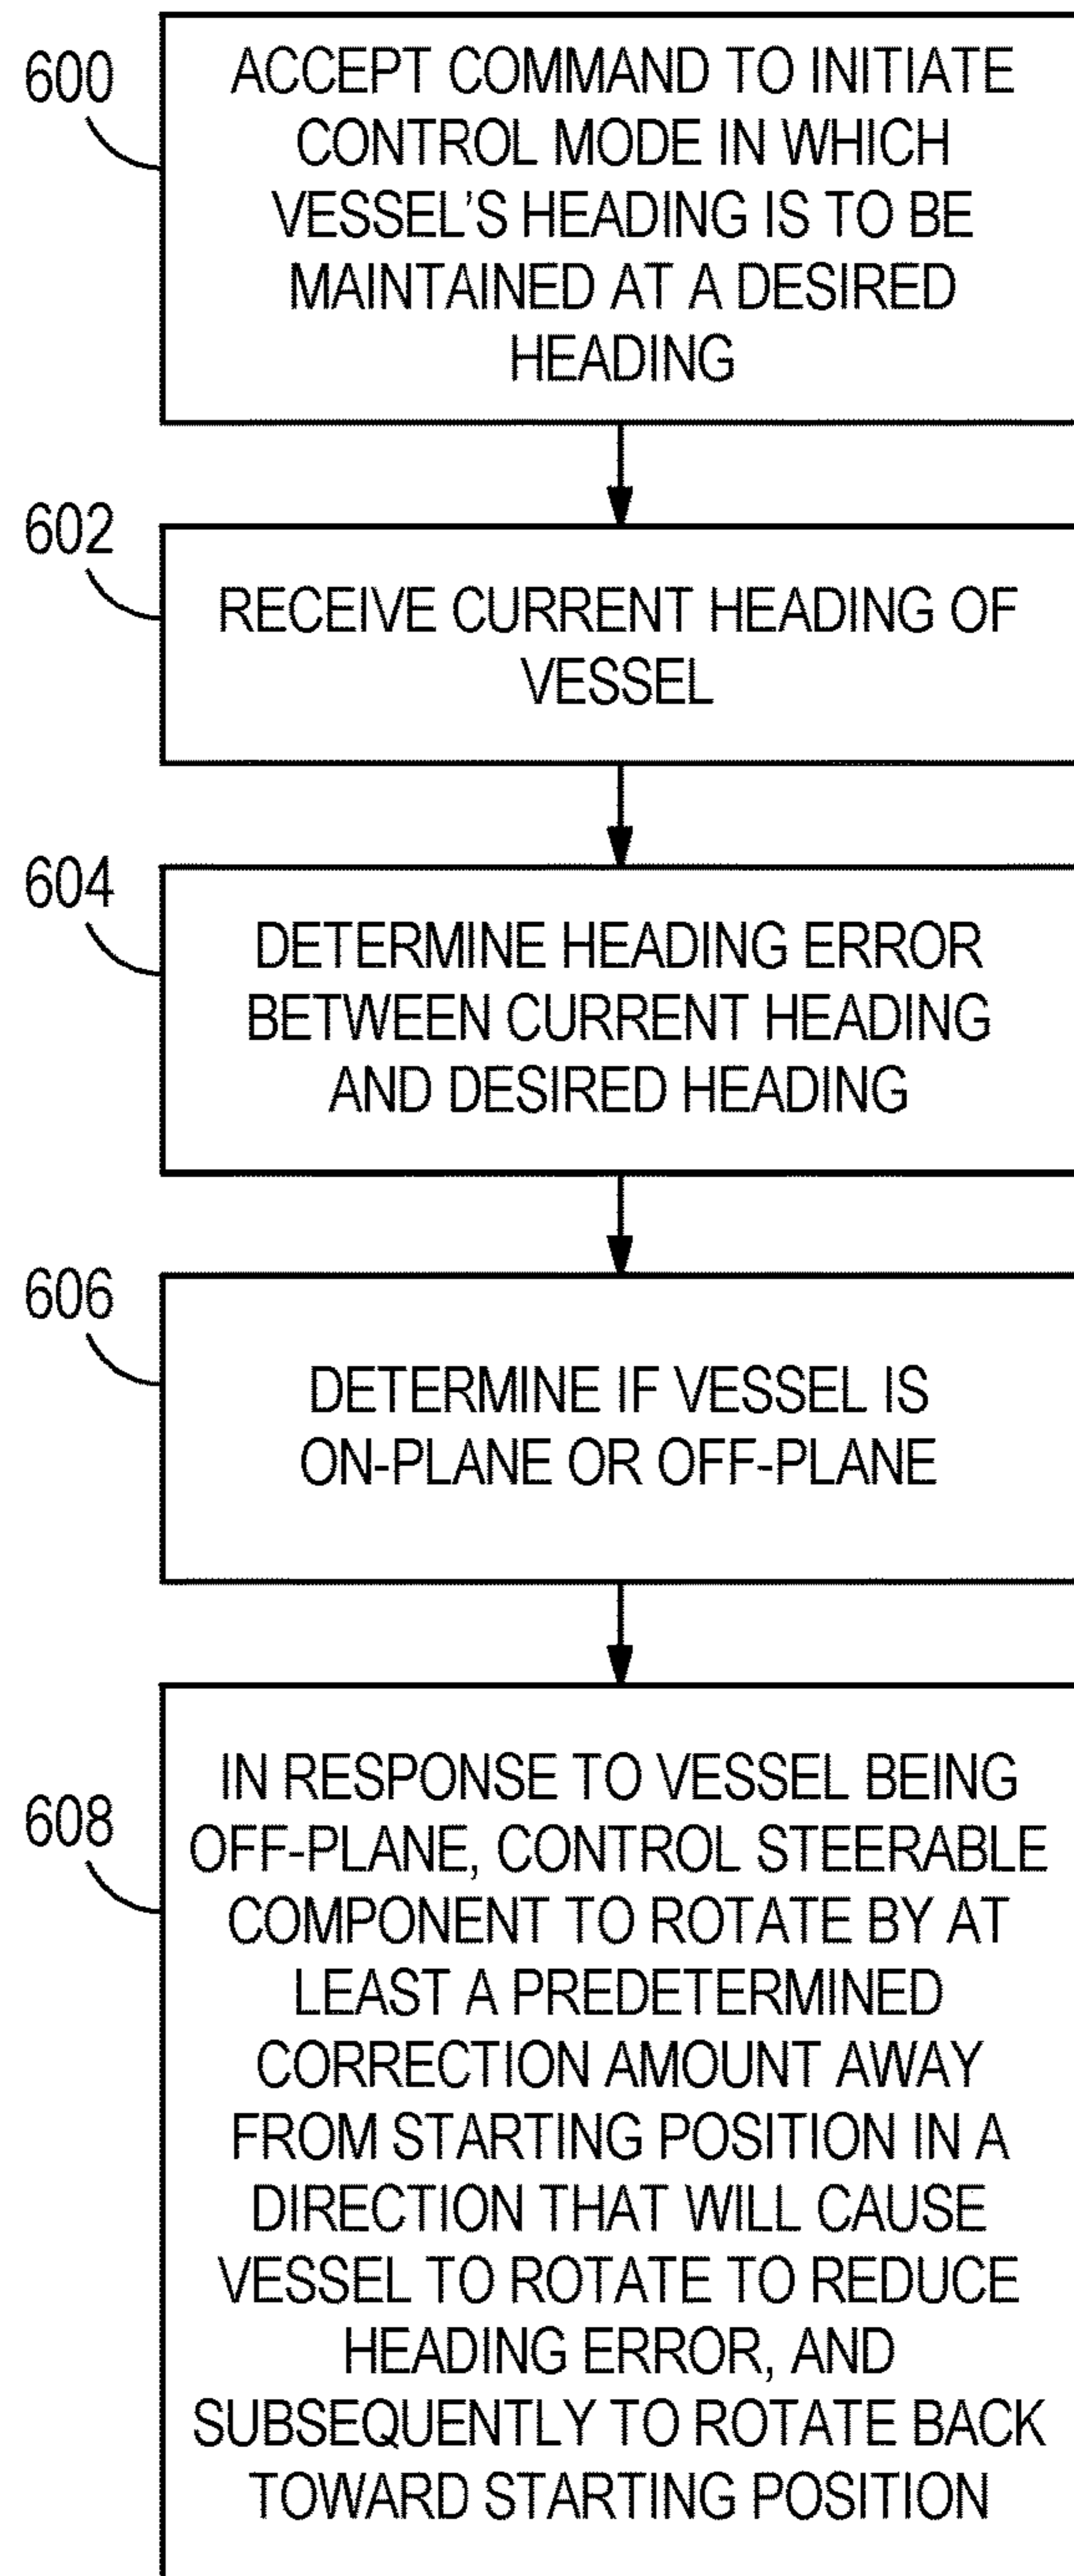 600
ACCEPT COMMAND TO INITIATE
CONTROL MODE IN WHICH
VESSEL'S HEADING IS TO BE
MAINTAINED AT A DESIRED
HEADING
602
RECEIVE CURRENT HEADING OF
VESSEL
604
DETERMINE HEADING ERROR
BETWEEN CURRENT HEADING
AND DESIRED HEADING
606
DETERMINE IF VESSEL IS
ON-PLANE OR OFF-PLANE
608
IN RESPONSE TO VESSEL BEING
OFF-PLANE, CONTROL STEERABLE
COMPONENT TO ROTATE BY AT
LEAST A PREDETERMINED
CORRECTION AMOUNT AWAY
FROM STARTING POSITION IN A
DIRECTION THAT WILL CAUSE
VESSEL TO ROTATE TO REDUCE
HEADING ERROR, AND
SUBSEQUENTLY TO ROTATE BACK
TOWARD STARTING POSITION